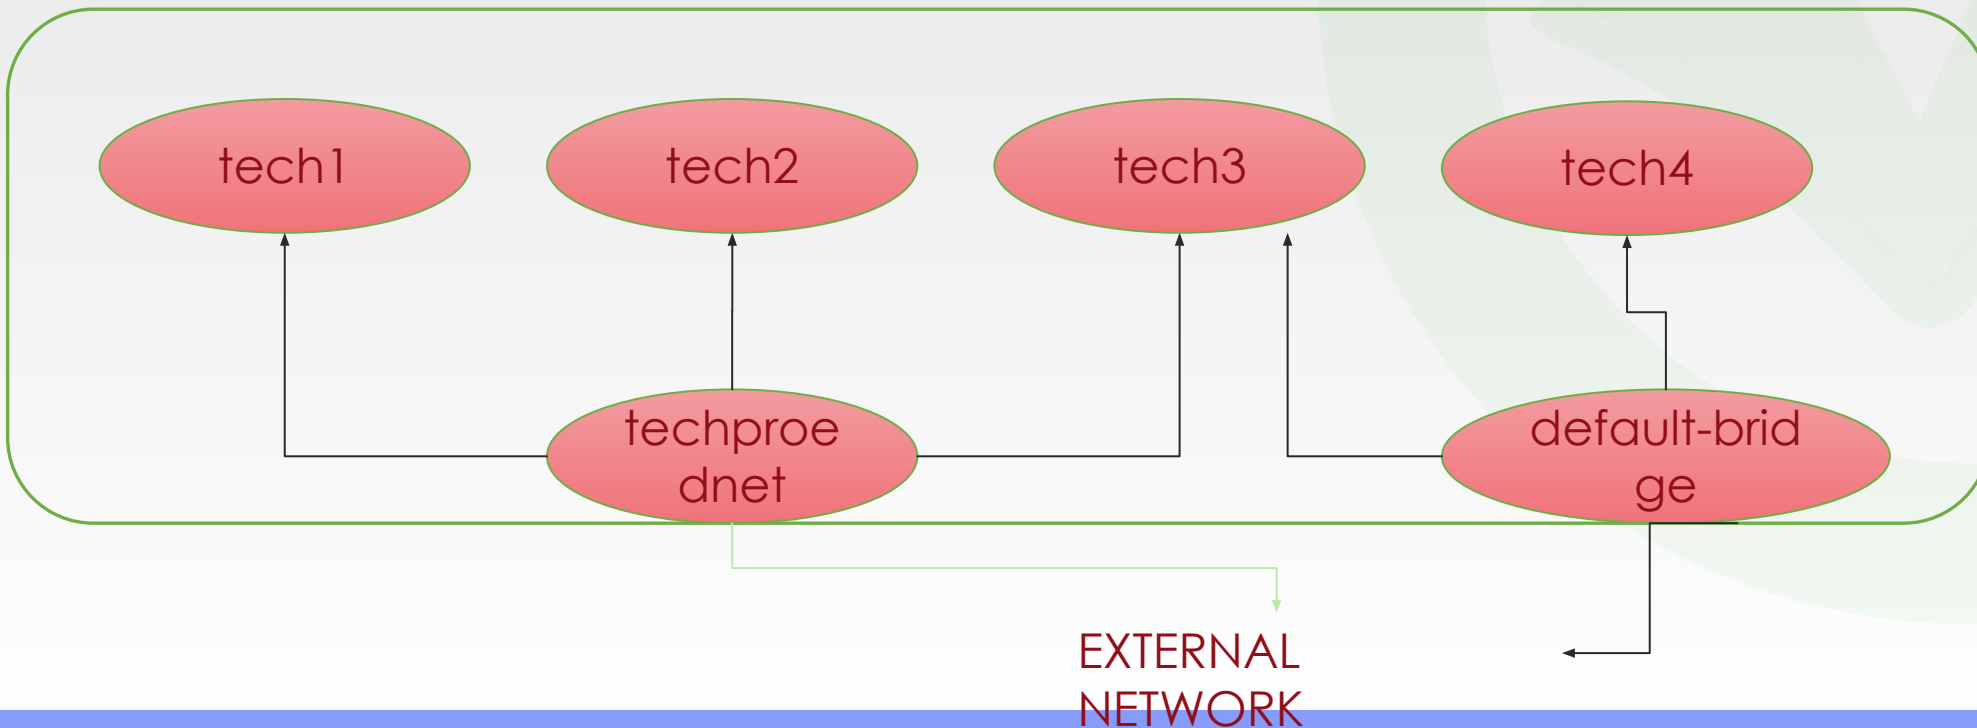 tech1
tech2
tech3
tech4
techproe
dnet
default-brid
ge
EXTERNAL
NETWORK